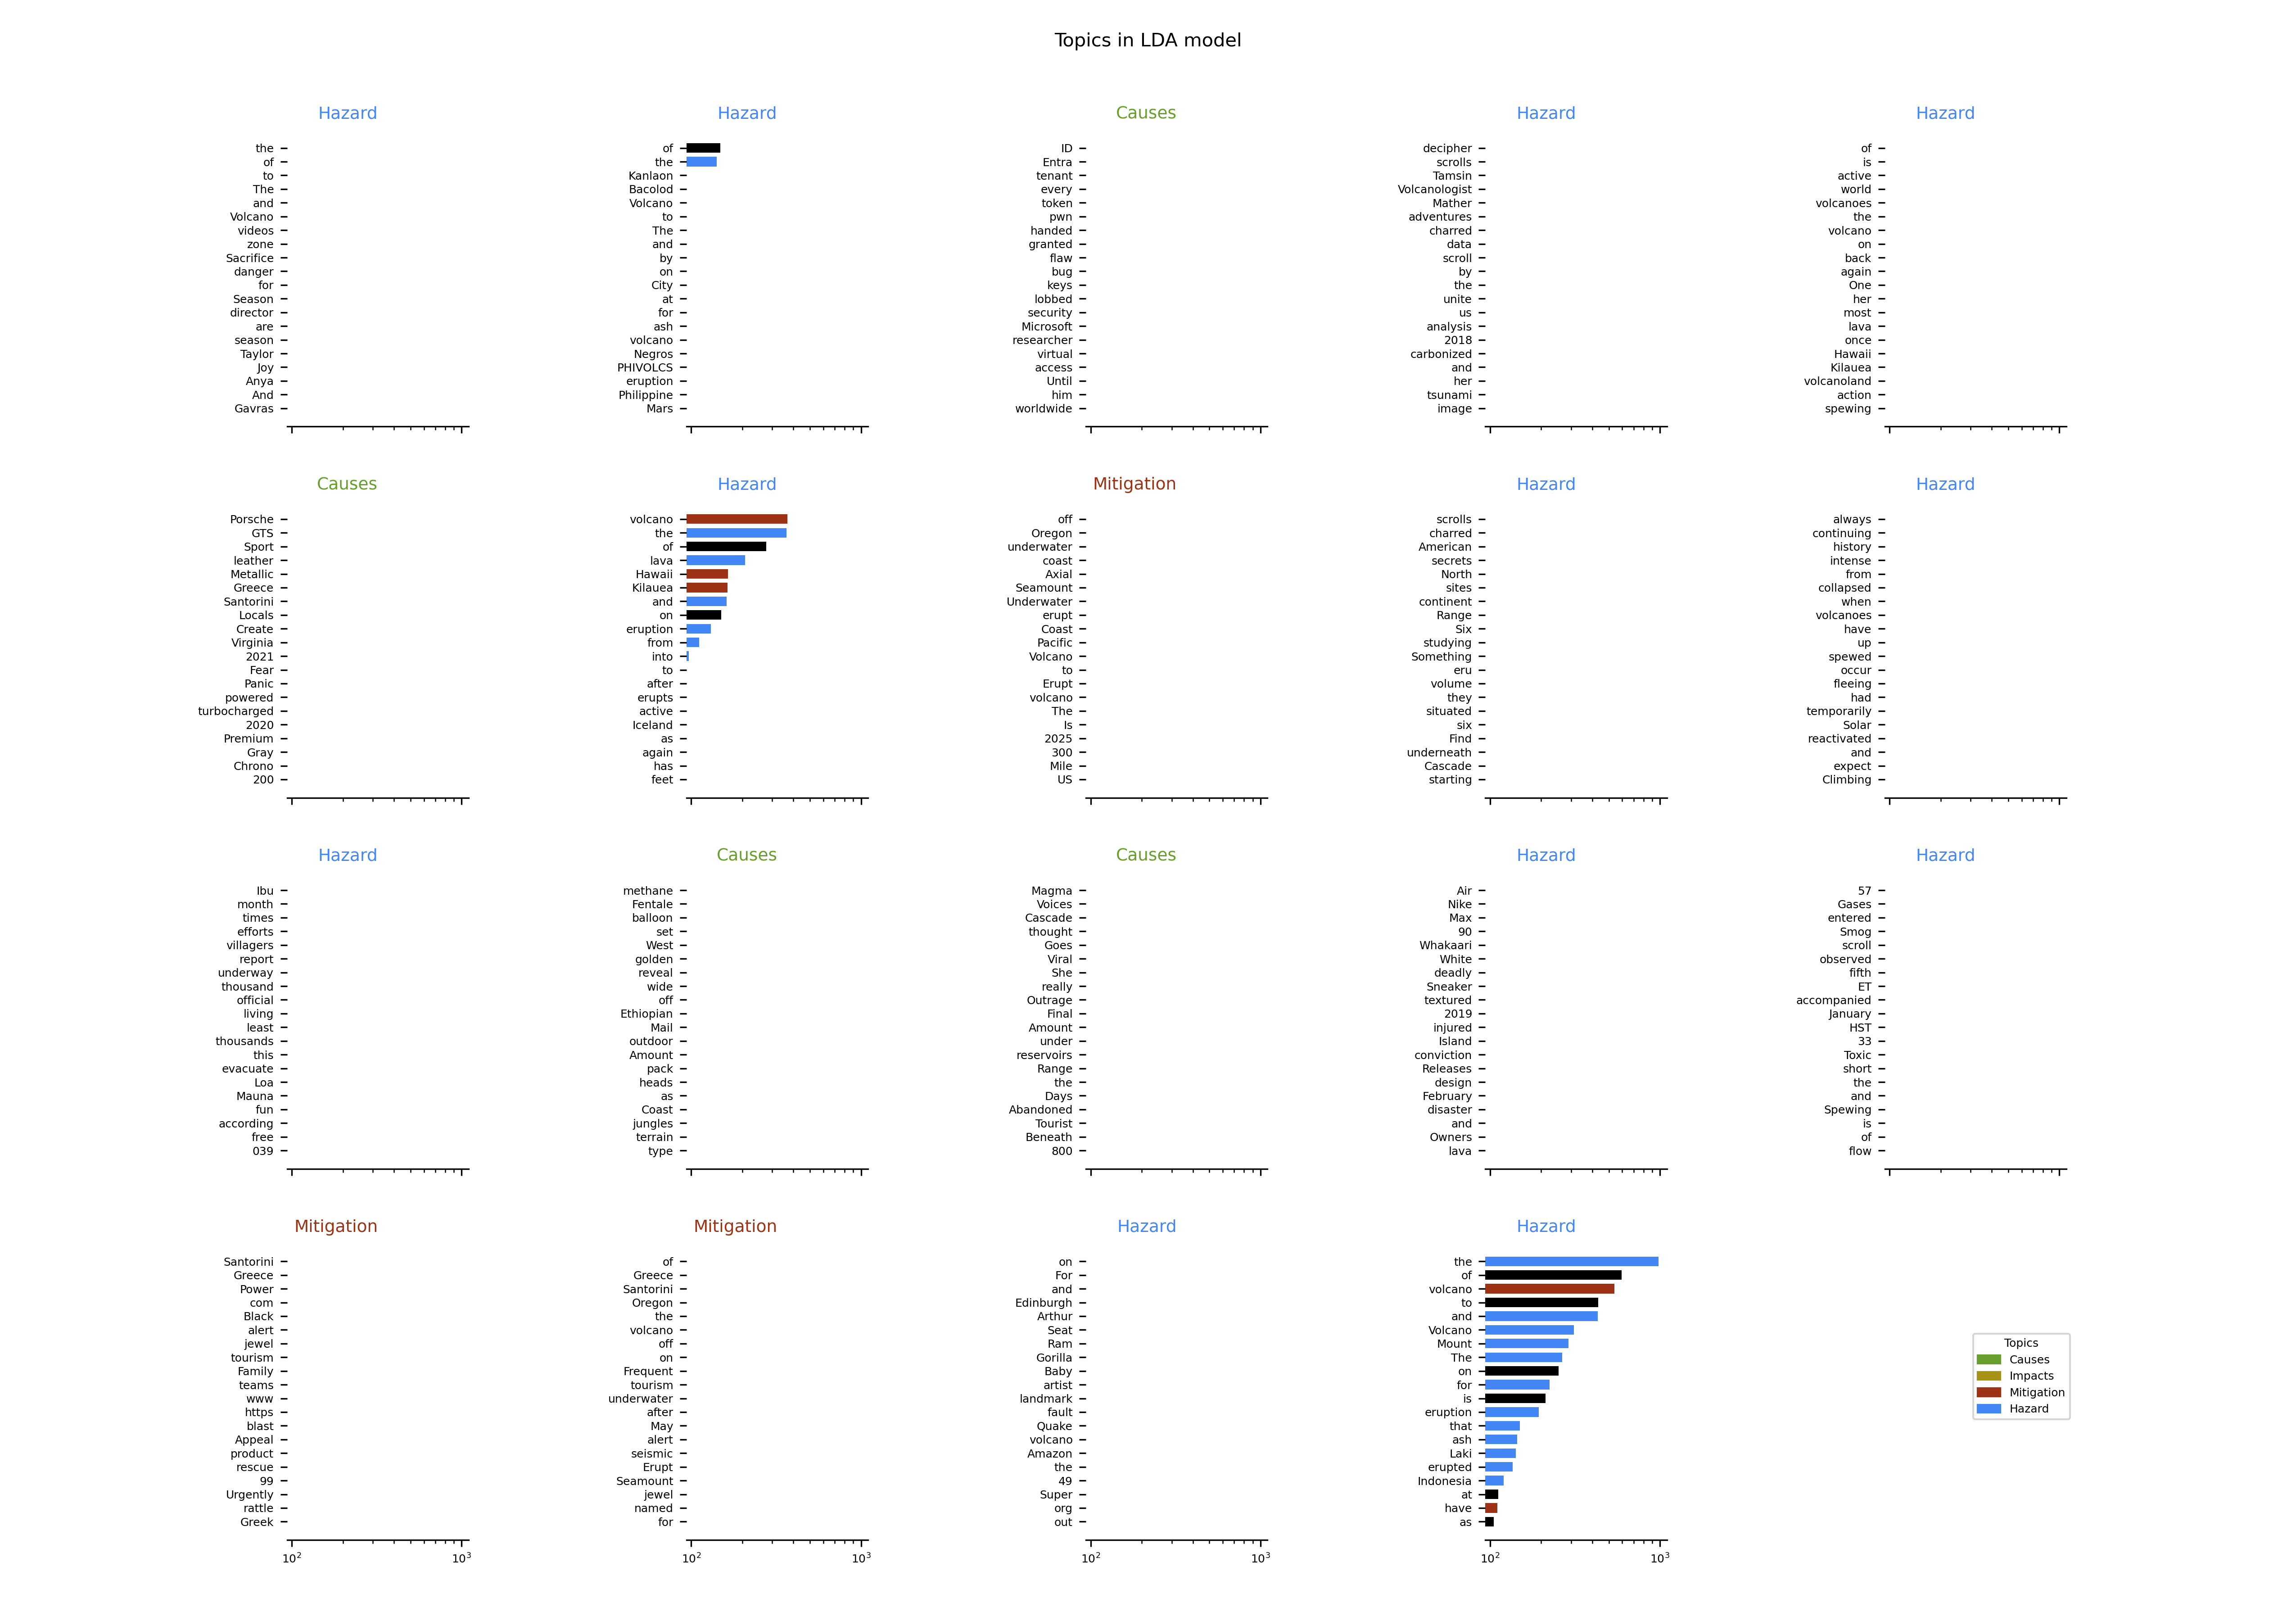 Topics in LDA model
Hazard
the
of
to
The
and
Volcano
videos
zone
Sacrifice
danger
for
Season
director
are
season
Taylor
Joy
Anya
And
Gavras
Hazard
of
the
Kanlaon
Bacolod
Volcano
to
The
and
by
on
City
at
for
ash
volcano
Negros
PHIVOLCS
eruption
Philippine
Mars
Causes
ID
Entra
tenant
every
token
pwn
handed
granted
flaw
bug
keys
lobbed
security
Microsoft
researcher
virtual
access
Until
him
worldwide
Hazard
decipher
scrolls
Tamsin
Volcanologist
Mather
adventures
charred
data
scroll
by
the
unite
us
analysis
2018
carbonized
and
her
tsunami
image
Hazard
of
is
active
world
volcanoes
the
volcano
on
back
again
One
her
most
lava
once
Hawaii
Kilauea
volcanoland
action
spewing
Causes
Porsche
GTS
Sport
leather
Metallic
Greece
Santorini
Locals
Create
Virginia
2021
Fear
Panic
powered
turbocharged
2020
Premium
Gray
Chrono
200
Hazard
volcano
the
of
lava
Hawaii
Kilauea
and
on
eruption
from
into
to
after
erupts
active
Iceland
as
again
has
feet
Mitigation
off
Oregon
underwater
coast
Axial
Seamount
Underwater
erupt
Coast
Pacific
Volcano
to
Erupt
volcano
The
Is
2025
300
Mile
US
Hazard
scrolls
charred
American
secrets
North
sites
continent
Range
Six
studying
Something
eru
volume
they
situated
six
Find
underneath
Cascade
starting
Hazard
always
continuing
history
intense
from
collapsed
when
volcanoes
have
up
spewed
occur
fleeing
had
temporarily
Solar
reactivated
and
expect
Climbing
Hazard
Ibu
month
times
efforts
villagers
report
underway
thousand
official
living
least
thousands
this
evacuate
Loa
Mauna
fun
according
free
039
Causes
methane
Fentale
balloon
set
West
golden
reveal
wide
off
Ethiopian
Mail
outdoor
Amount
pack
heads
as
Coast
jungles
terrain
type
Causes
Magma
Voices
Cascade
thought
Goes
Viral
She
really
Outrage
Final
Amount
under
reservoirs
Range
the
Days
Abandoned
Tourist
Beneath
800
Hazard
Air
Nike
Max
90
Whakaari
White
deadly
Sneaker
textured
2019
injured
Island
conviction
Releases
design
February
disaster
and
Owners
lava
Hazard
57
Gases
entered
Smog
scroll
observed
fifth
ET
accompanied
January
HST
33
Toxic
short
the
and
Spewing
is
of
flow
Mitigation
Santorini
Greece
Power
com
Black
alert
jewel
tourism
Family
teams
www
https
blast
Appeal
product
rescue
99
Urgently
rattle
Greek
10²
10³
Mitigation
of
Greece
Santorini
Oregon
the
volcano
off
on
Frequent
tourism
underwater
after
May
alert
seismic
Erupt
Seamount
jewel
named
for
10²
10³
Hazard
on
For
and
Edinburgh
Arthur
Seat
Ram
Gorilla
Baby
artist
landmark
fault
Quake
volcano
Amazon
the
49
Super
org
out
10²
10³
Hazard
the
of
volcano
to
and
Volcano
Mount
The
on
for
is
eruption
that
ash
Laki
erupted
Indonesia
at
have
as
10²
10³
Topics
Causes
Impacts
Mitigation
Hazard